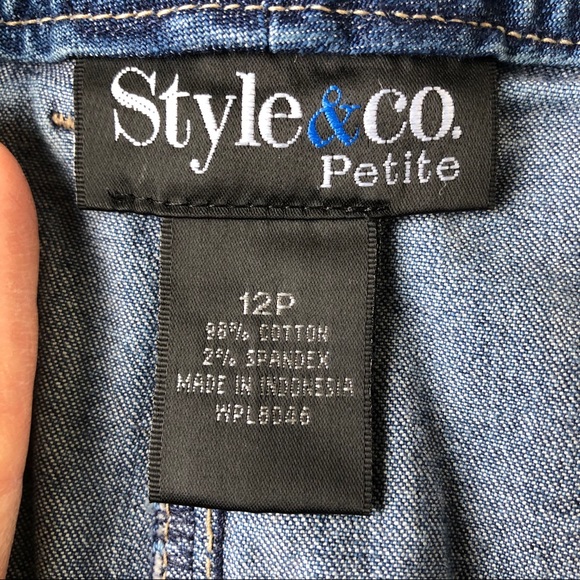 Style&co.
Petite
12P
98% COTTON
2% SPANDEX
MADE IN INDONESIA
WPL8046